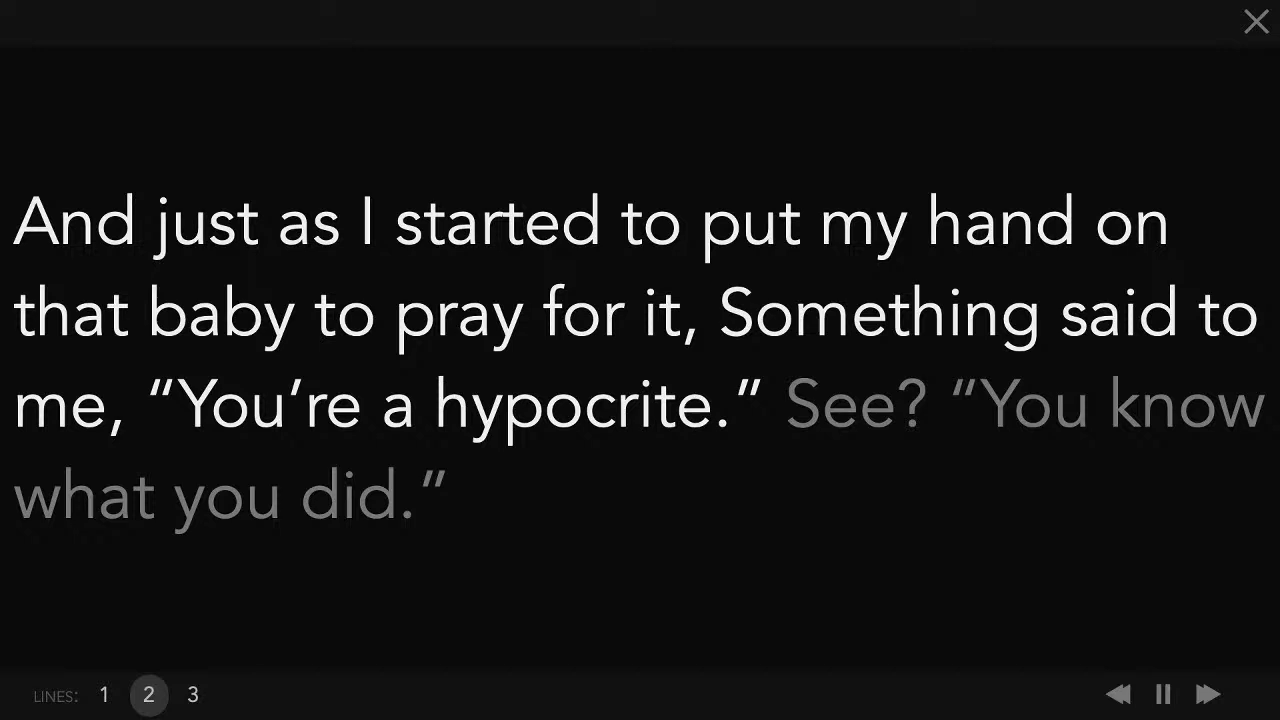 And just as I started to put my hand on
that baby to pray for it, Something said to
me, “You’re a hypocrite.” See? “You know
what you did.”
LINES: 1 2 3